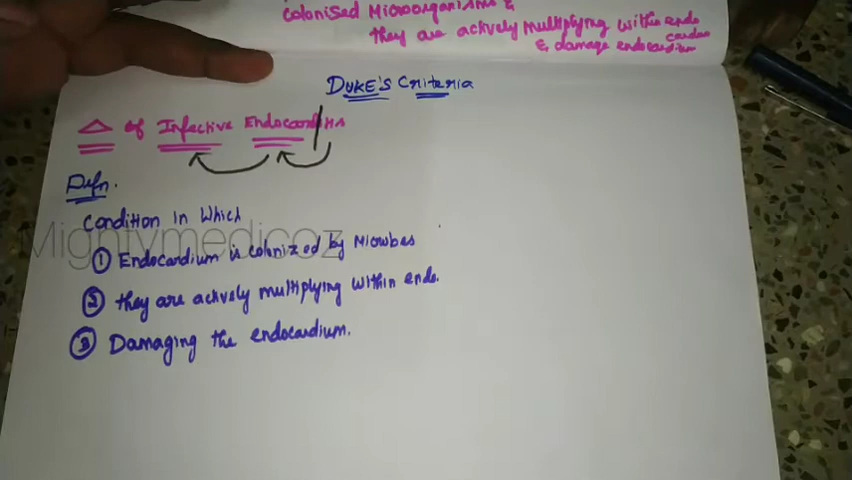 Colonised Microorganisms &
they are actively multiplying within endo
cardium
& damage endocardium
DUKE'S Criteria
△ of Infective Endocarditis
Defn.
Condition in Which
① Endocardium is colonized by Microbes
② they are actively multiplying within endo.
③ Damaging the endocardium.
Mightymedicoz